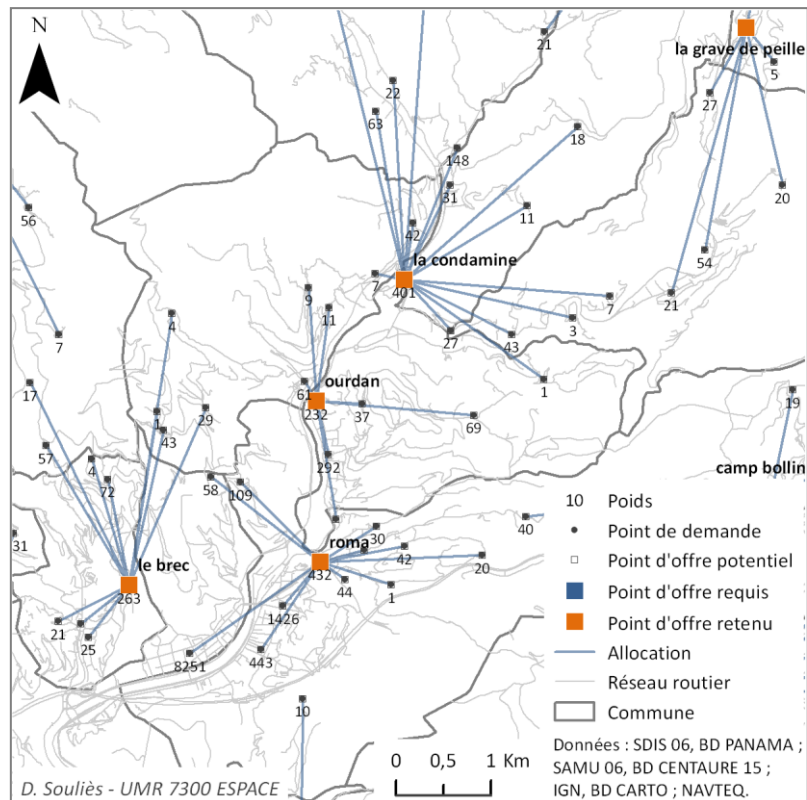 N
21
la grave de peille
5
22
27
63
18
148
31
20
11
56
42
la condamine
54
7
401
21
9
7
11
4
3
27
43
7
ourdan
61
1
17
232
37
19
1
29
69
43
57
292
4
camp bollin
72
58
109
10 Poids
40
30
Point de demande
31
roma
42
le brec
20
Point d'offre potentiel
432
44
1
263
Point d'offre requis
1426
21
Point d'offre retenu
25
443
8251
Allocation
Réseau routier
10
Commune
0 0,5 1 Km
Données : SDIS 06, BD PANAMA ;
SAMU 06, BD CENTAURE 15 ;
IGN, BD CARTO ; NAVTEQ.
D. Souliès - UMR 7300 ESPACE